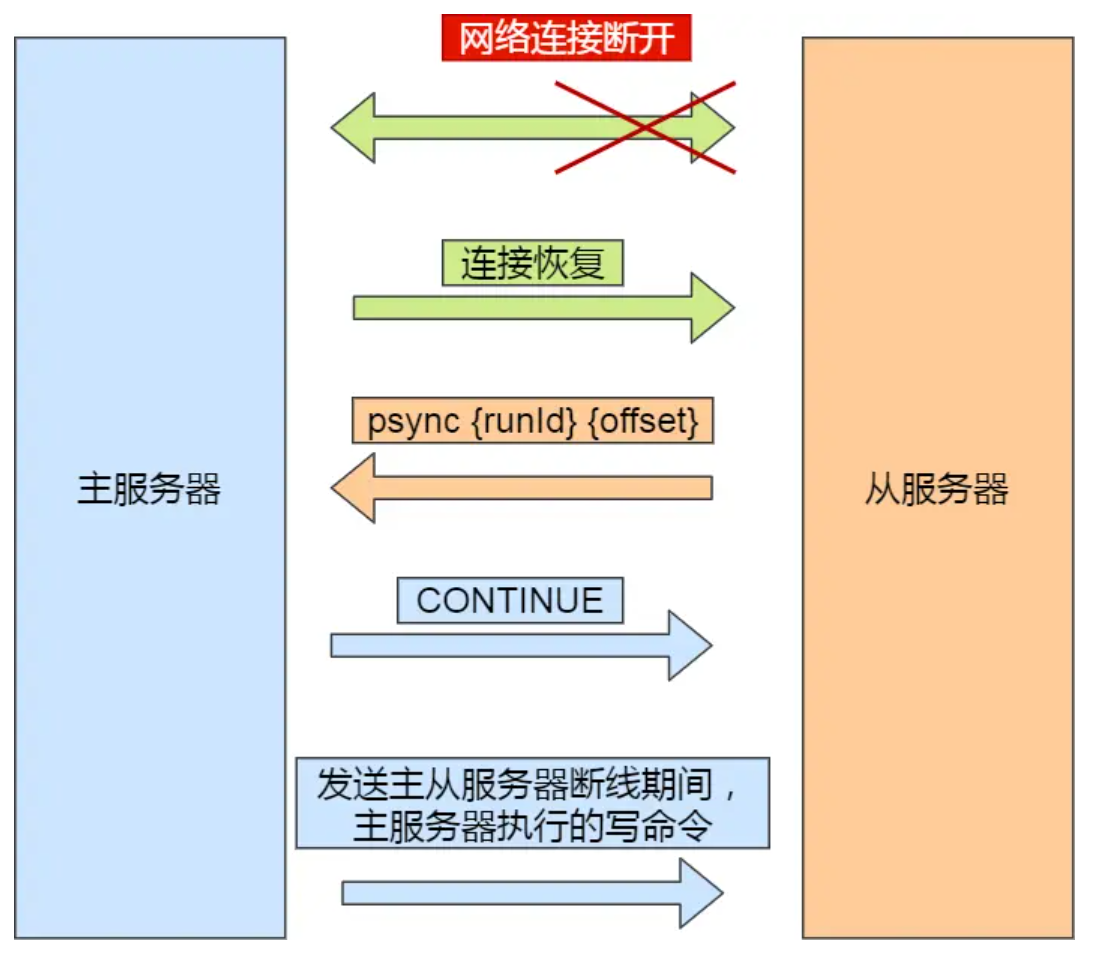 网络连接断开
连接恢复
psync {runId} {offset}
主服务器
从服务器
CONTINUE
发送主从服务器断线期间，
主服务器执行的写命令